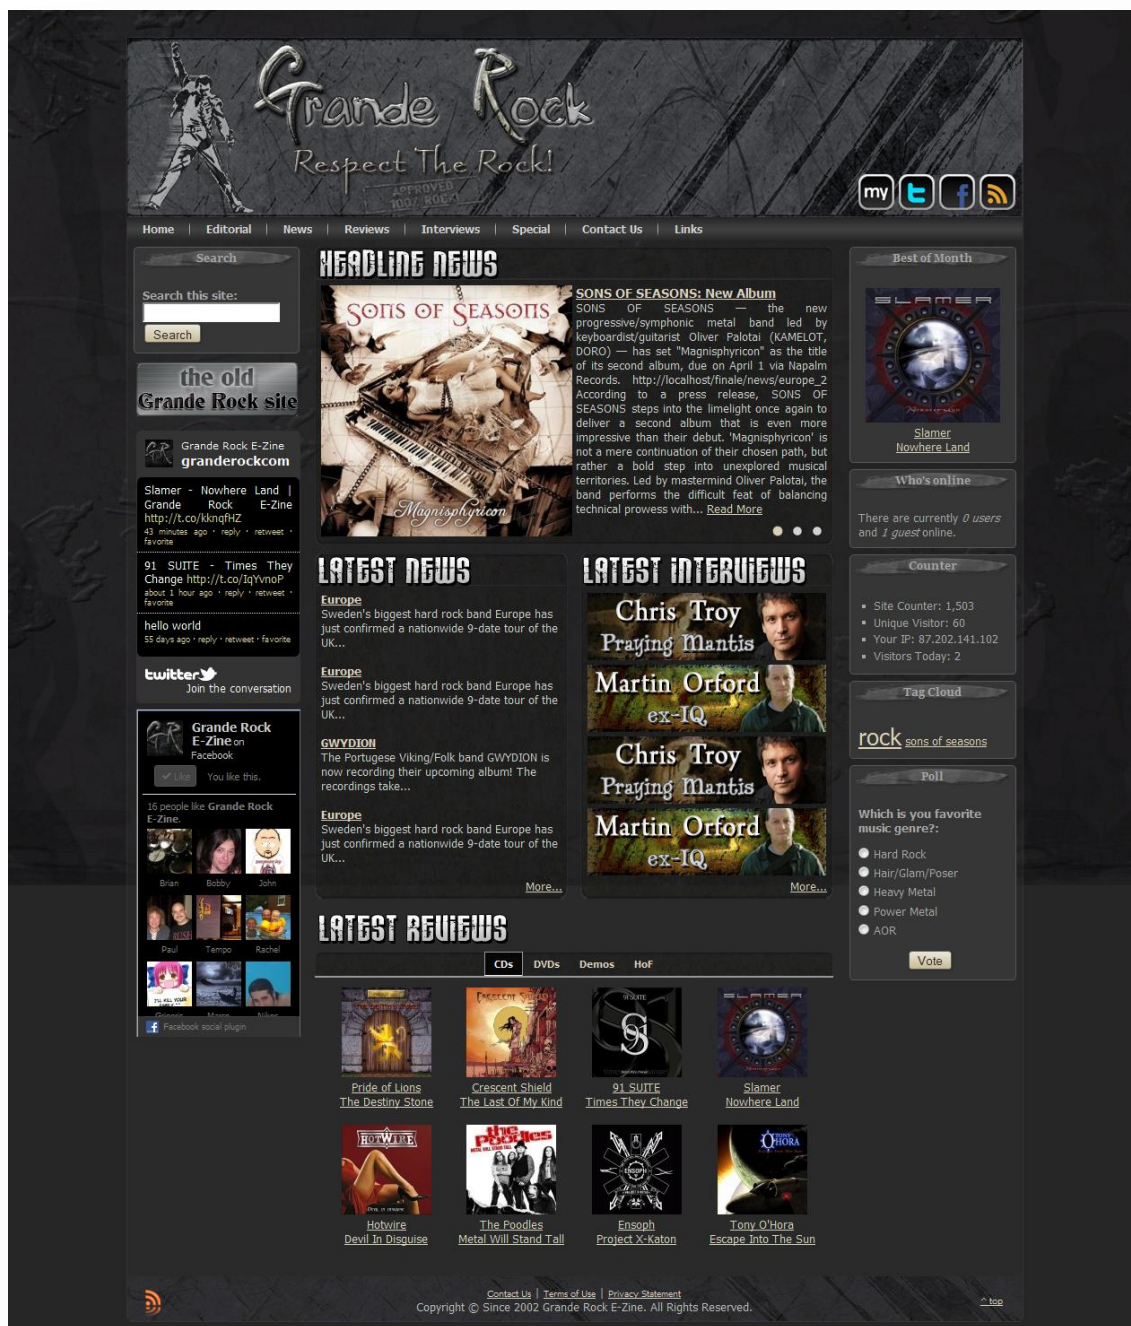 Grande Rock
Respect The Rock!
APPROVED
100% ROCK!
my
Home | Editorial | News | Reviews | Interviews | Special | Contact Us | Links
Search
Search this site:
Search
the old
Grande Rock site
Grande Rock E-Zine
granderockcom
Slamer - Nowhere Land |
Grande Rock E-Zine
http://t.co/kknqfHZ
43 minutes ago · reply · retweet ·
favorite
91 SUITE - Times They
Change http://t.co/IqYvnoP
about 1 hour ago · reply · retweet ·
favorite
hello world
55 days ago · reply · retweet · favorite
twitter
Join the conversation
Grande Rock
E-Zine on
Facebook
Like You like this.
16 people like Grande Rock
E-Zine.
Brian Bobby John
Paul Tempo Rachel
Facebook social plugin
HEADLINE NEWS
SONS OF SEASONS
Magnisphyricon
SONS OF SEASONS: New Album
SONS OF SEASONS — the new
progressive/symphonic metal band led by
keyboardist/guitarist Oliver Palotai (KAMELOT,
DORO) — has set "Magnisphyricon" as the title
of its second album, due on April 1 via Napalm
Records. http://localhost/finale/news/europe_2
According to a press release, SONS OF
SEASONS steps into the limelight once again to
deliver a second album that is even more
impressive than their debut. 'Magnisphyricon' is
not a mere continuation of their chosen path, but
rather a bold step into unexplored musical
territories. Led by mastermind Oliver Palotai, the
band performs the difficult feat of balancing
technical prowess with... Read More
LATEST NEWS
Europe
Sweden's biggest hard rock band Europe has
just confirmed a nationwide 9-date tour of the
UK...
Europe
Sweden's biggest hard rock band Europe has
just confirmed a nationwide 9-date tour of the
UK...
GWYDION
The Portugese Viking/Folk band GWYDION is
now recording their upcoming album! The
recordings take...
Europe
Sweden's biggest hard rock band Europe has
just confirmed a nationwide 9-date tour of the
UK...
More...
LATEST INTERVIEWS
Chris Troy
Praying Mantis
Martin Orford
ex-IQ
Chris Troy
Praying Mantis
Martin Orford
ex-IQ
More...
LATEST REVIEWS
CDs DVDs Demos HoF
CRESCENT SHIELD
91 SUITE
SLAMER
Pride of Lions
The Destiny Stone
Crescent Shield
The Last Of My Kind
91 SUITE
Times They Change
Slamer
Nowhere Land
HOTWIRE
the POODLES
METAL WILL STAND TALL
ENSOPH
TONY O'HORA
Hotwire
Devil In Disguise
The Poodles
Metal Will Stand Tall
Ensoph
Project X-Katon
Tony O'Hora
Escape Into The Sun
Best of Month
SLAMER
Slamer
Nowhere Land
Who's online
There are currently 0 users
and 1 guest online.
Counter
Site Counter: 1,503
Unique Visitor: 60
Your IP: 87.202.141.102
Visitors Today: 2
Tag Cloud
rock sons of seasons
Poll
Which is you favorite
music genre?:
Hard Rock
Hair/Glam/Poser
Heavy Metal
Power Metal
AOR
Vote
Contact Us | Terms of Use | Privacy Statement
Copyright © Since 2002 Grande Rock E-Zine. All Rights Reserved.
^ top